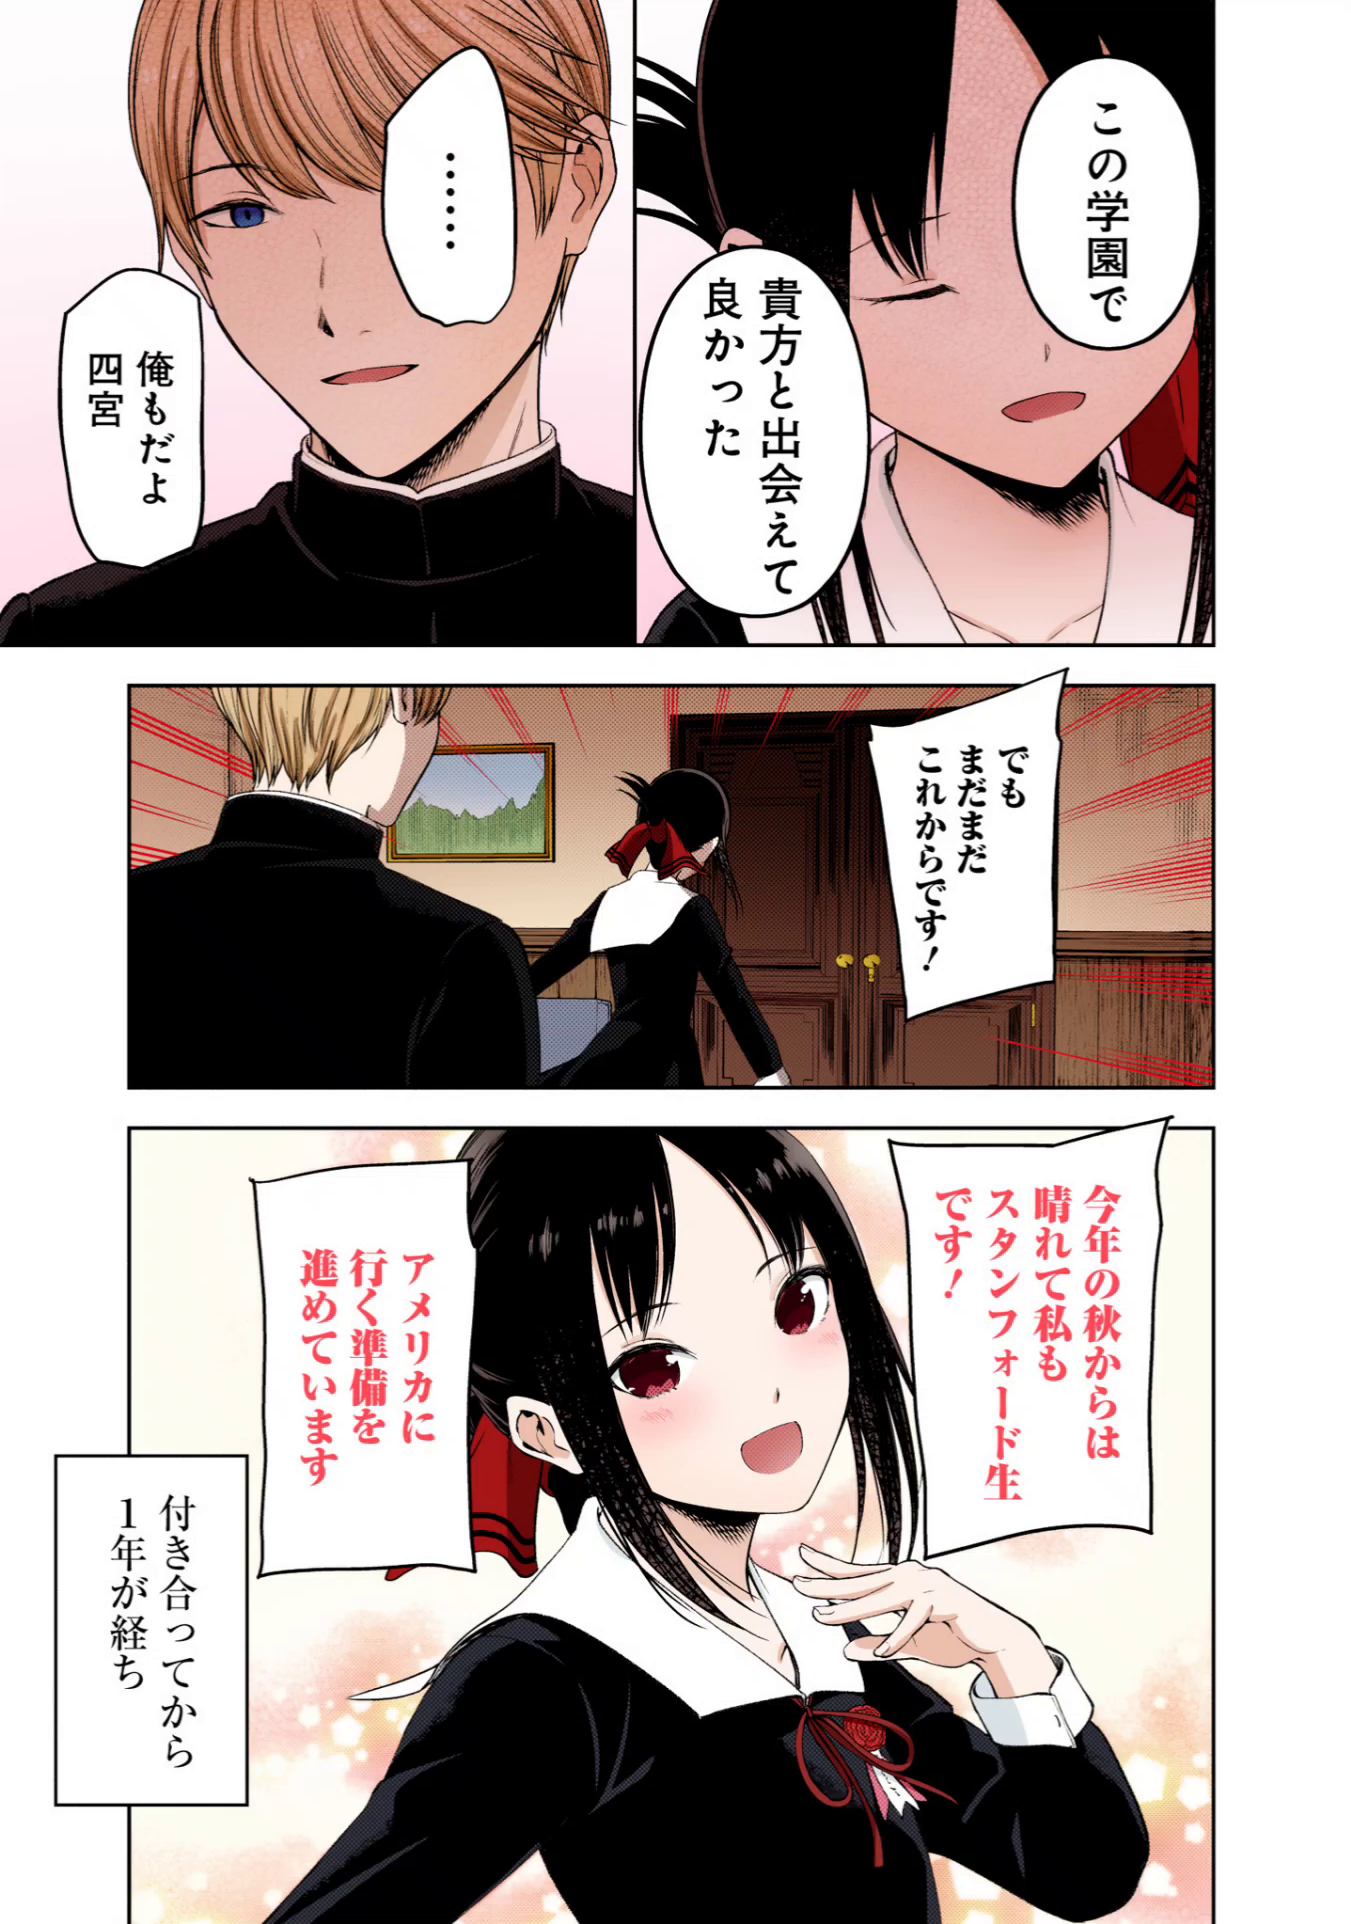 この学園で
貴方と出会えて
良かった
……
俺もだよ
四宮
でも
まだまだ
これからです！
今年の秋からは
晴れて私も
スタンフォード生
です！
アメリカに
行く準備を
進めています
付き合ってから
1年が経ち